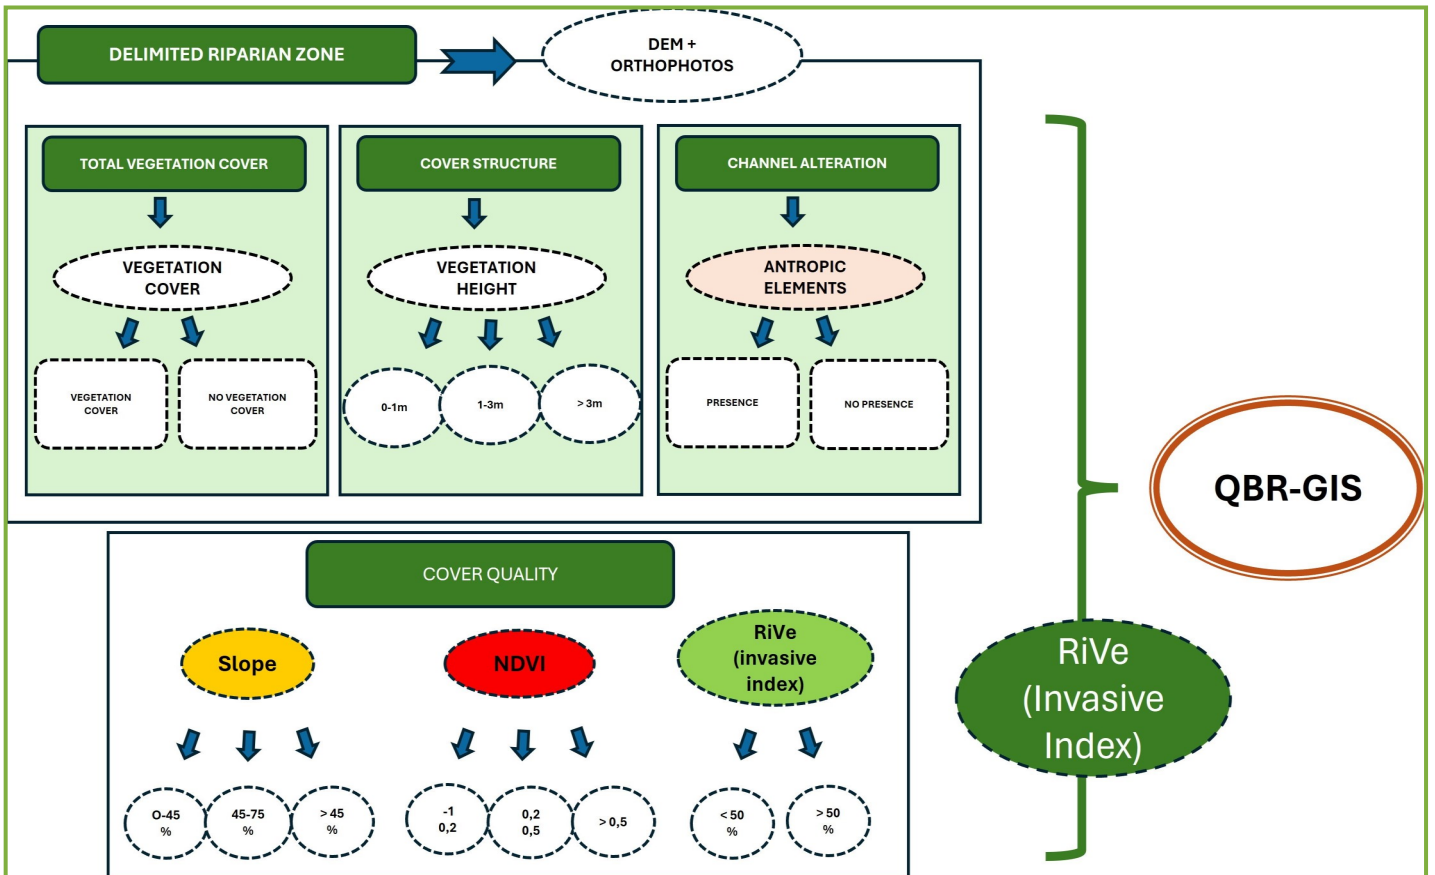 DELIMITED RIPARIAN ZONE
DEM +
ORTHOPHOTOS
TOTAL VEGETATION COVER
VEGETATION
COVER
VEGETATION
COVER
NO VEGETATION
COVER
COVER STRUCTURE
VEGETATION
HEIGHT
0-1m
1-3m
> 3m
CHANNEL ALTERATION
ANTROPIC
ELEMENTS
PRESENCE
NO PRESENCE
COVER QUALITY
Slope
O-45
%
45-75
%
> 45
%
NDVI
-1
0,2
0,2
0,5
> 0,5
RiVe
(invasive
index)
< 50
%
> 50
%
RiVe
(Invasive
Index)
QBR-GIS